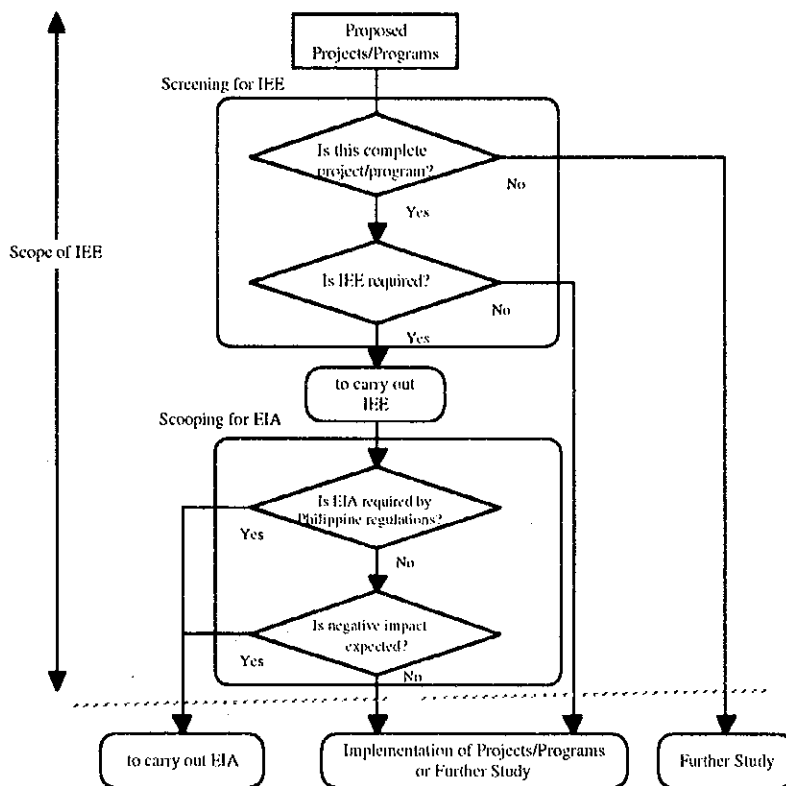 Proposed
Projects/Programs
Screening for IEE
Is this complete
project/program?
No
Yes
Scope of IEE
Is IEE required?
No
Yes
to carry out
IEE
Scooping for EIA
Is EIA required by
Philippine regulations?
Yes
No
Is negative impact
expected?
Yes
No
to carry out EIA
Implementation of Projects/Programs
or Further Study
Further Study